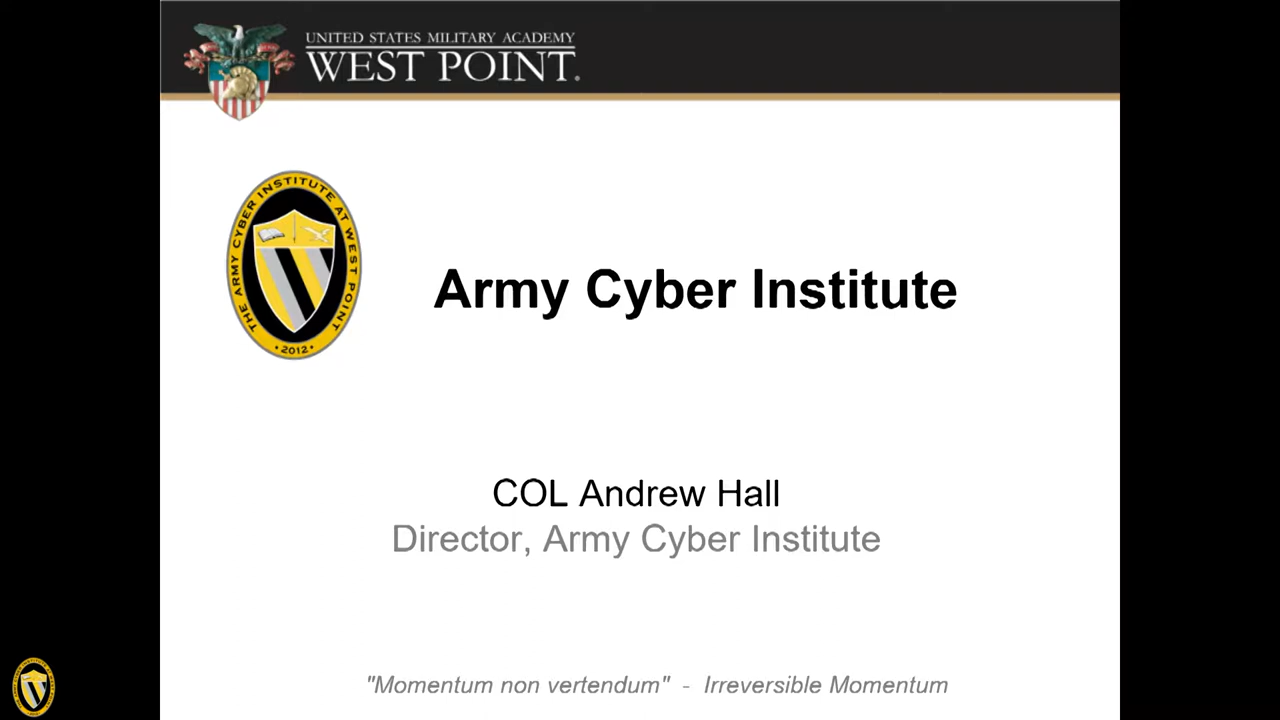 UNITED STATES MILITARY ACADEMY
WEST POINT.
THE ARMY CYBER INSTITUTE AT WEST POINT
• 2012 •
Army Cyber Institute
COL Andrew Hall
Director, Army Cyber Institute
"Momentum non vertendum" - Irreversible Momentum